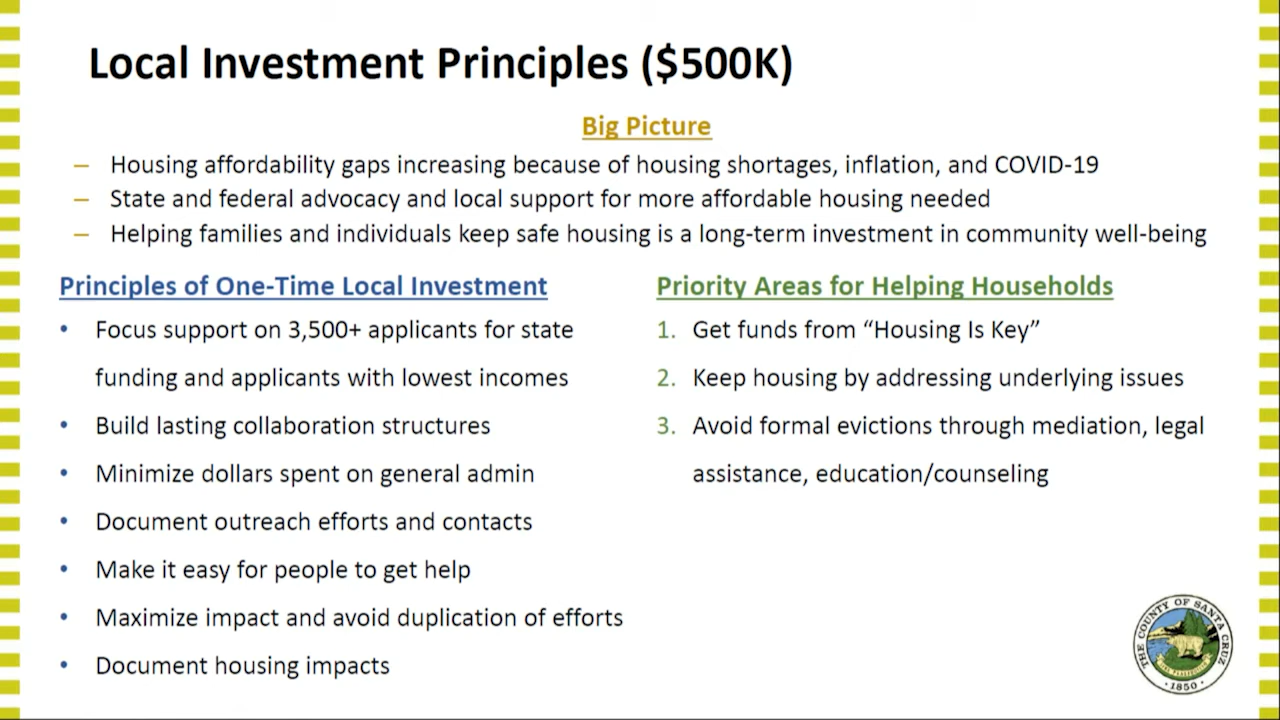 Local Investment Principles ($500K)
Big Picture
– Housing affordability gaps increasing because of housing shortages, inflation, and COVID-19
– State and federal advocacy and local support for more affordable housing needed
– Helping families and individuals keep safe housing is a long-term investment in community well-being
Principles of One-Time Local Investment
• Focus support on 3,500+ applicants for state
funding and applicants with lowest incomes
• Build lasting collaboration structures
• Minimize dollars spent on general admin
• Document outreach efforts and contacts
• Make it easy for people to get help
• Maximize impact and avoid duplication of efforts
• Document housing impacts
Priority Areas for Helping Households
1. Get funds from “Housing Is Key”
2. Keep housing by addressing underlying issues
3. Avoid formal evictions through mediation, legal
assistance, education/counseling
THE COUNTY OF SANTA CRUZ
·1850·